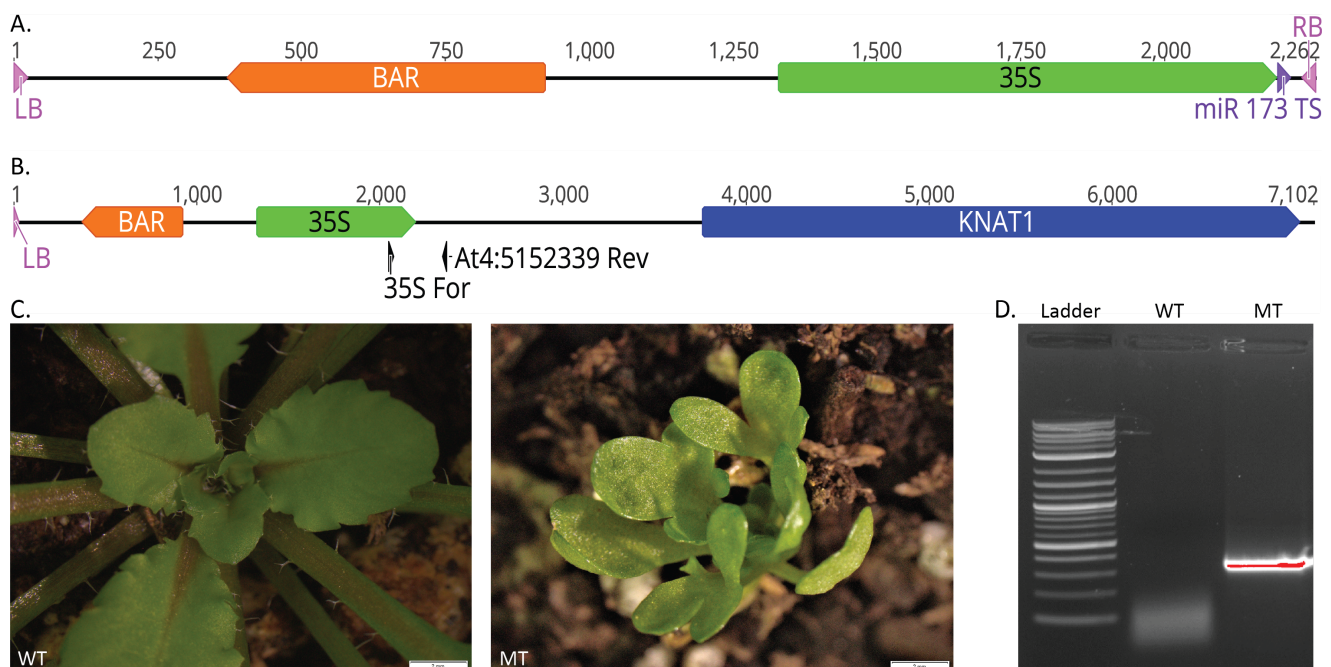 A.
1 250 500 750 1,000 1,250 1,500 1,750 2,000 2,262 RB
BAR 35S
LB miR 173 TS
B.
1 1,000 2,000 3,000 4,000 5,000 6,000 7,102
BAR 35S KNAT1
LB At4:5152339 Rev
35S For
C. D. Ladder WT MT
WT MT